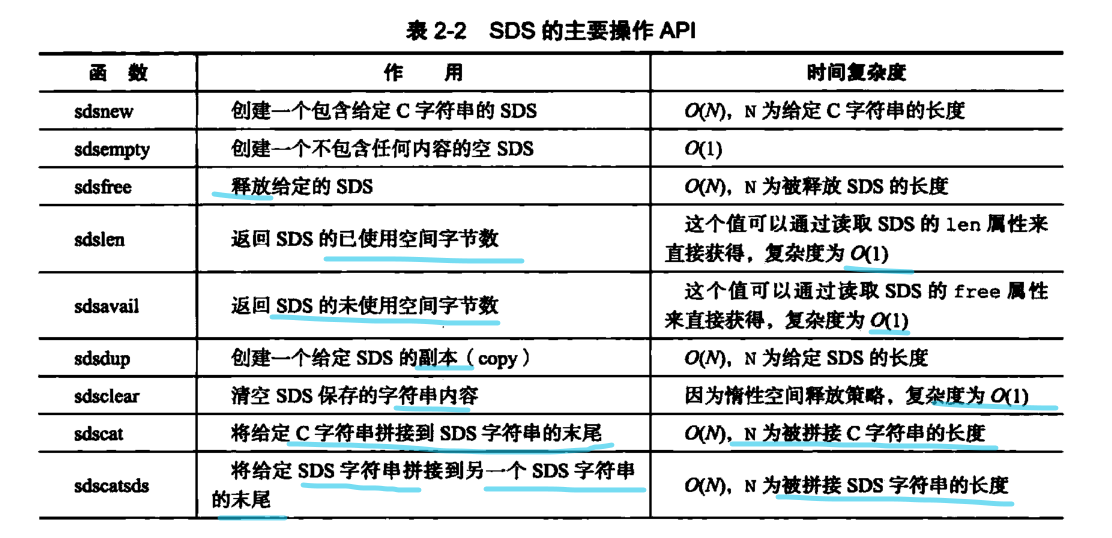 表 2-2 SDS 的主要操作 API
函 数 作 用 时间复杂度
sdsnew 创建一个包含给定 C 字符串的 SDS O(N)，N 为给定 C 字符串的长度
sdsempty 创建一个不包含任何内容的空 SDS O(1)
sdsfree 释放给定的 SDS O(N)，N 为被释放 SDS 的长度
sdslen 返回 SDS 的已使用空间字节数 这个值可以通过读取 SDS 的 len 属性来
直接获得，复杂度为 O(1)
sdsavail 返回 SDS 的未使用空间字节数 这个值可以通过读取 SDS 的 free 属性
来直接获得，复杂度为 O(1)
sdsdup 创建一个给定 SDS 的副本（copy） O(N)，N 为给定 SDS 的长度
sdsclear 清空 SDS 保存的字符串内容 因为惰性空间释放策略，复杂度为 O(1)
sdscat 将给定 C 字符串拼接到 SDS 字符串的末尾 O(N)，N 为被拼接 C 字符串的长度
sdscatsds 将给定 SDS 字符串拼接到另一个 SDS 字符串
的末尾 O(N)，N 为被拼接 SDS 字符串的长度